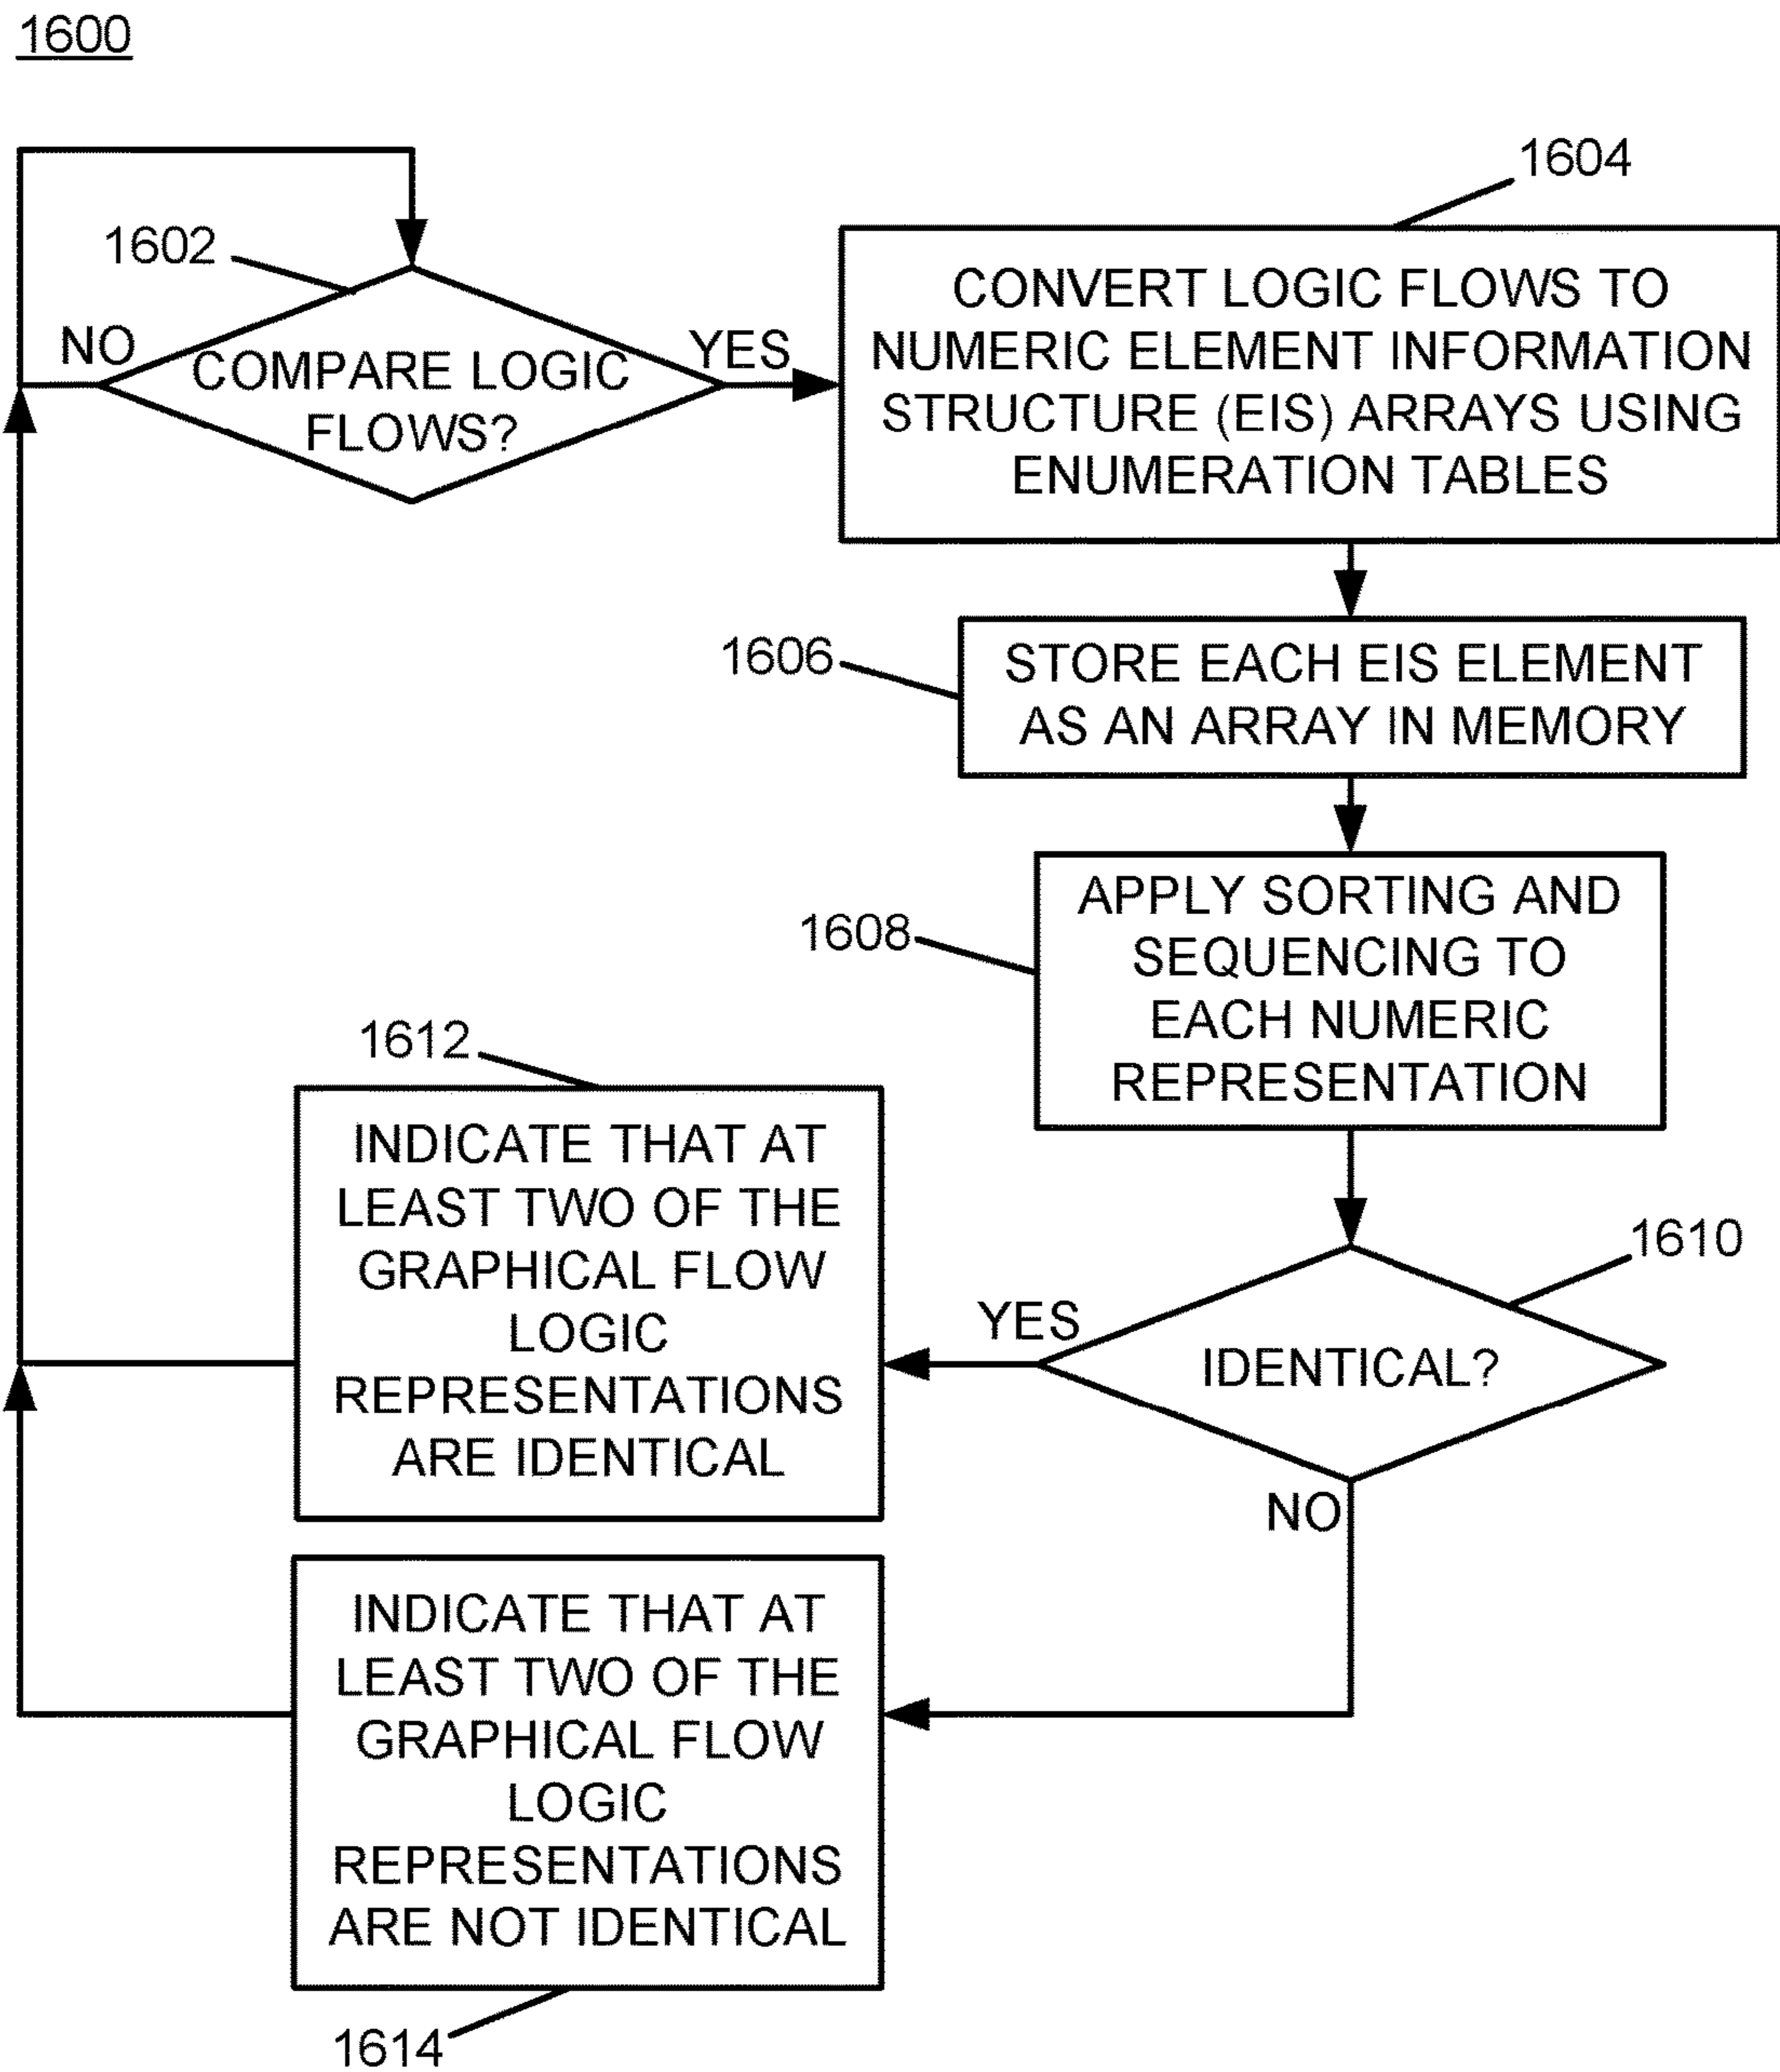 1600
1602
NO
COMPARE LOGIC
FLOWS?
YES
1604
CONVERT LOGIC FLOWS TO
NUMERIC ELEMENT INFORMATION
STRUCTURE (EIS) ARRAYS USING
ENUMERATION TABLES
1606
STORE EACH EIS ELEMENT
AS AN ARRAY IN MEMORY
1608
APPLY SORTING AND
SEQUENCING TO
EACH NUMERIC
REPRESENTATION
1610
IDENTICAL?
YES
NO
1612
INDICATE THAT AT
LEAST TWO OF THE
GRAPHICAL FLOW
LOGIC
REPRESENTATIONS
ARE IDENTICAL
INDICATE THAT AT
LEAST TWO OF THE
GRAPHICAL FLOW
LOGIC
REPRESENTATIONS
ARE NOT IDENTICAL
1614